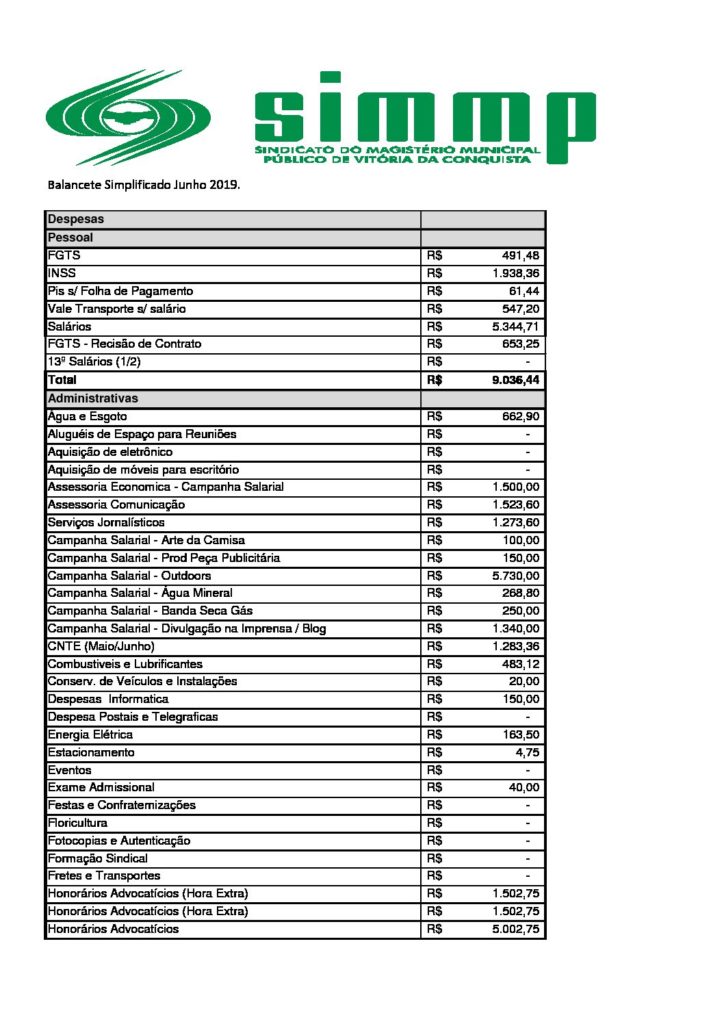 simmp
SINDICATO DO MAGISTÉRIO MUNICIPAL
PÚBLICO DE VITÓRIA DA CONQUISTA
Balancete Simplificado Junho 2019.
Despesas
Pessoal
FGTS R$ 491,48
INSS R$ 1.938,36
Pis s/ Folha de Pagamento R$ 61,44
Vale Transporte s/ salário R$ 547,20
Salários R$ 5.344,71
FGTS - Recisão de Contrato R$ 653,25
13º Salários (1/2) R$ -
Total R$ 9.036,44
Administrativas
Água e Esgoto R$ 662,90
Aluguéis de Espaço para Reuniões R$ -
Aquisição de eletrônico R$ -
Aquisição de móveis para escritório R$ -
Assessoria Economica - Campanha Salarial R$ 1.500,00
Assessoria Comunicação R$ 1.523,60
Serviços Jornalísticos R$ 1.273,60
Campanha Salarial - Arte da Camisa R$ 100,00
Campanha Salarial - Prod Peça Publicitária R$ 150,00
Campanha Salarial - Outdoors R$ 5.730,00
Campanha Salarial - Água Mineral R$ 268,80
Campanha Salarial - Banda Seca Gás R$ 250,00
Campanha Salarial - Divulgação na Imprensa / Blog R$ 1.340,00
CNTE (Maio/Junho) R$ 1.283,36
Combustiveis e Lubrificantes R$ 483,12
Conserv. de Veículos e Instalações R$ 20,00
Despesas Informatica R$ 150,00
Despesa Postais e Telegraficas R$ -
Energia Elétrica R$ 163,50
Estacionamento R$ 4,75
Eventos R$ -
Exame Admissional R$ 40,00
Festas e Confraternizações R$ -
Floricultura R$ -
Fotocopias e Autenticação R$ -
Formação Sindical R$ -
Fretes e Transportes R$ -
Honorários Advocatícios (Hora Extra) R$ 1.502,75
Honorários Advocatícios (Hora Extra) R$ 1.502,75
Honorários Advocatícios R$ 5.002,75